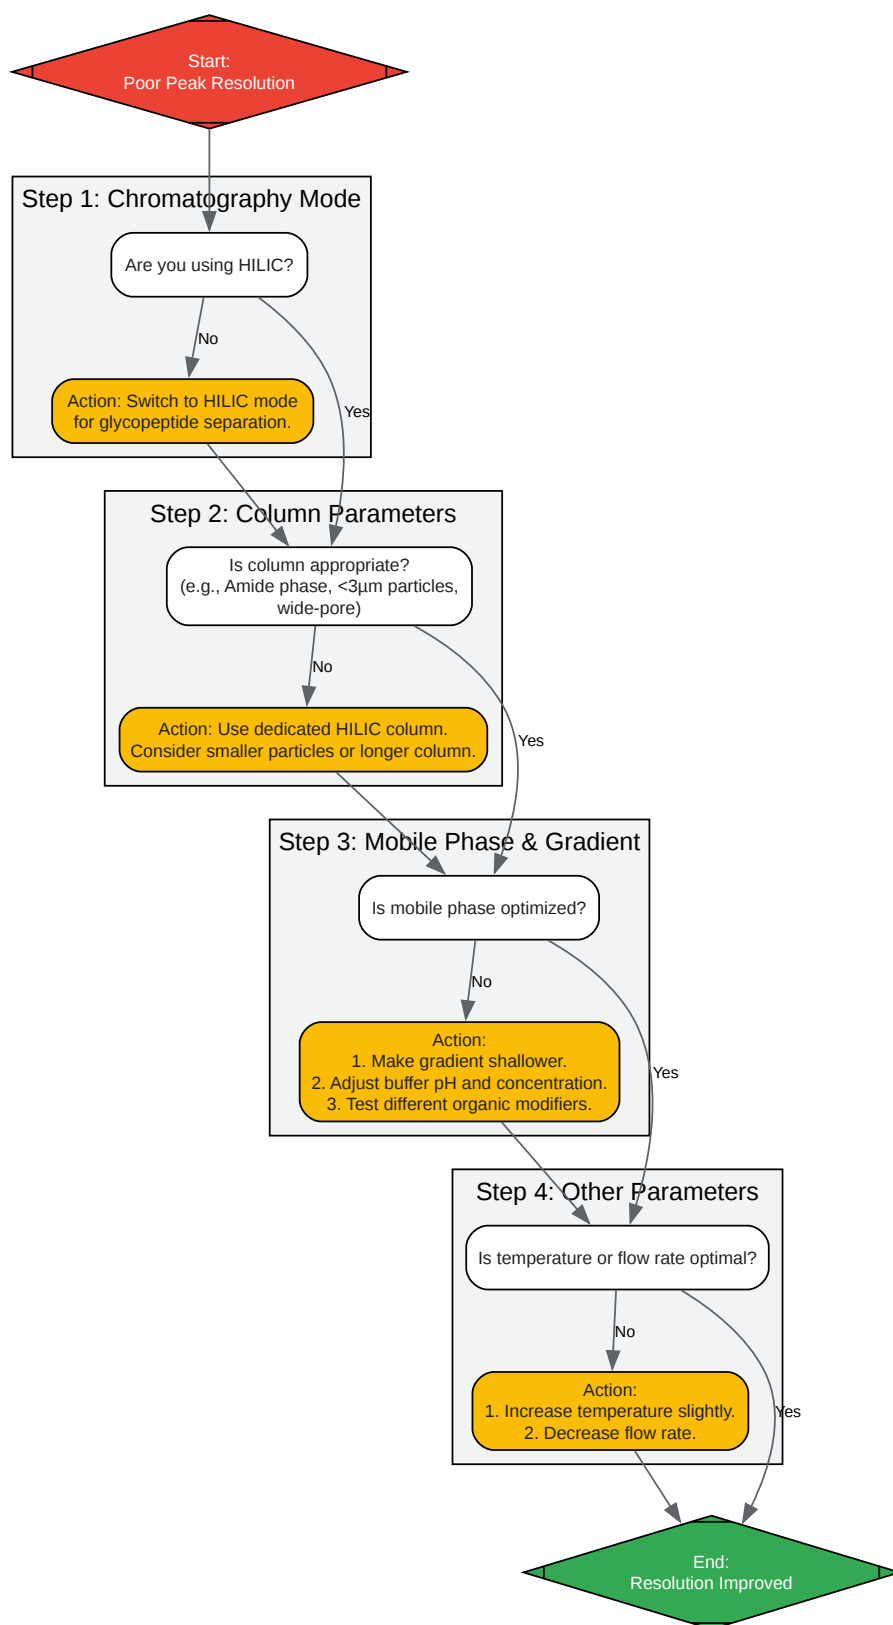 Start:
Poor Peak Resolution
Step 1: Chromatography Mode
Are you using HILIC?
No
Action: Switch to HILIC mode
for glycopeptide separation.
Yes
Step 2: Column Parameters
Is column appropriate?
(e.g., Amide phase, <3µm particles,
wide-pore)
No
Action: Use dedicated HILIC column.
Consider smaller particles or longer column.
Yes
Step 3: Mobile Phase & Gradient
Is mobile phase optimized?
No
Action:
1. Make gradient shallower.
2. Adjust buffer pH and concentration.
3. Test different organic modifiers.
Yes
Step 4: Other Parameters
Is temperature or flow rate optimal?
No
Action:
1. Increase temperature slightly.
2. Decrease flow rate.
Yes
End:
Resolution Improved